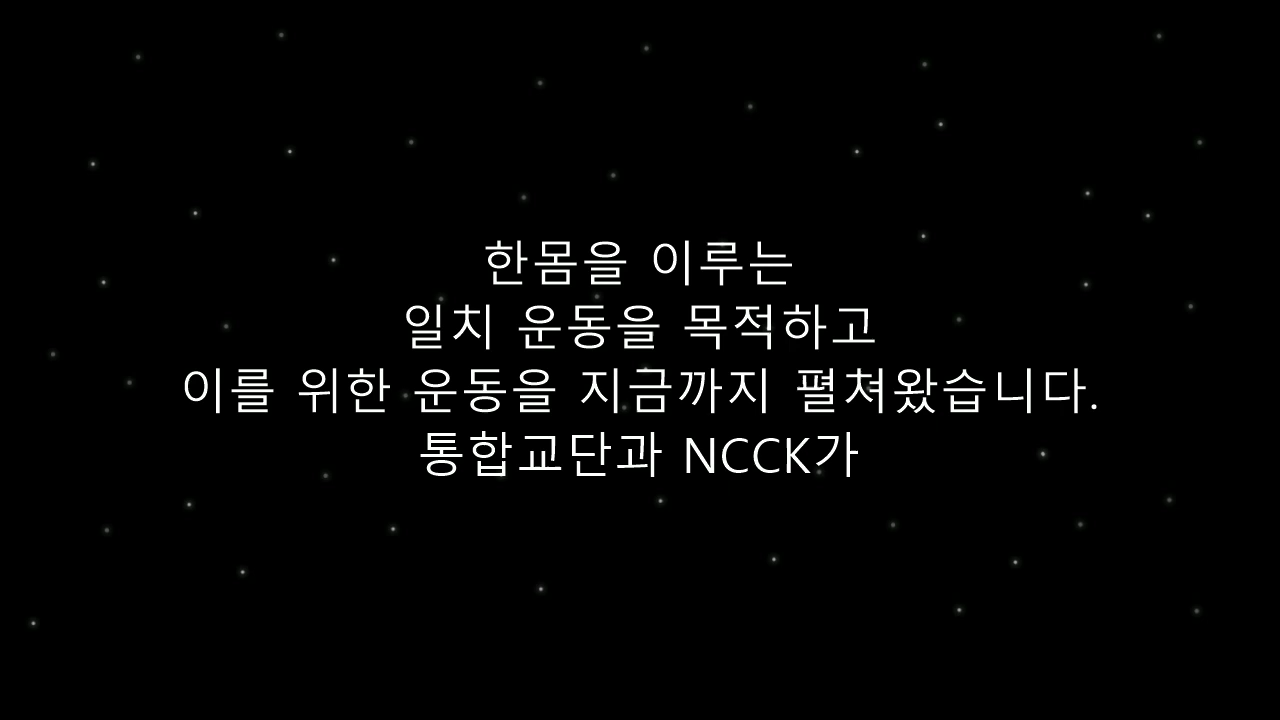 한몸을 이루는
일치 운동을 목적하고
이를 위한 운동을 지금까지 펼쳐왔습니다.
통합교단과 NCCK가